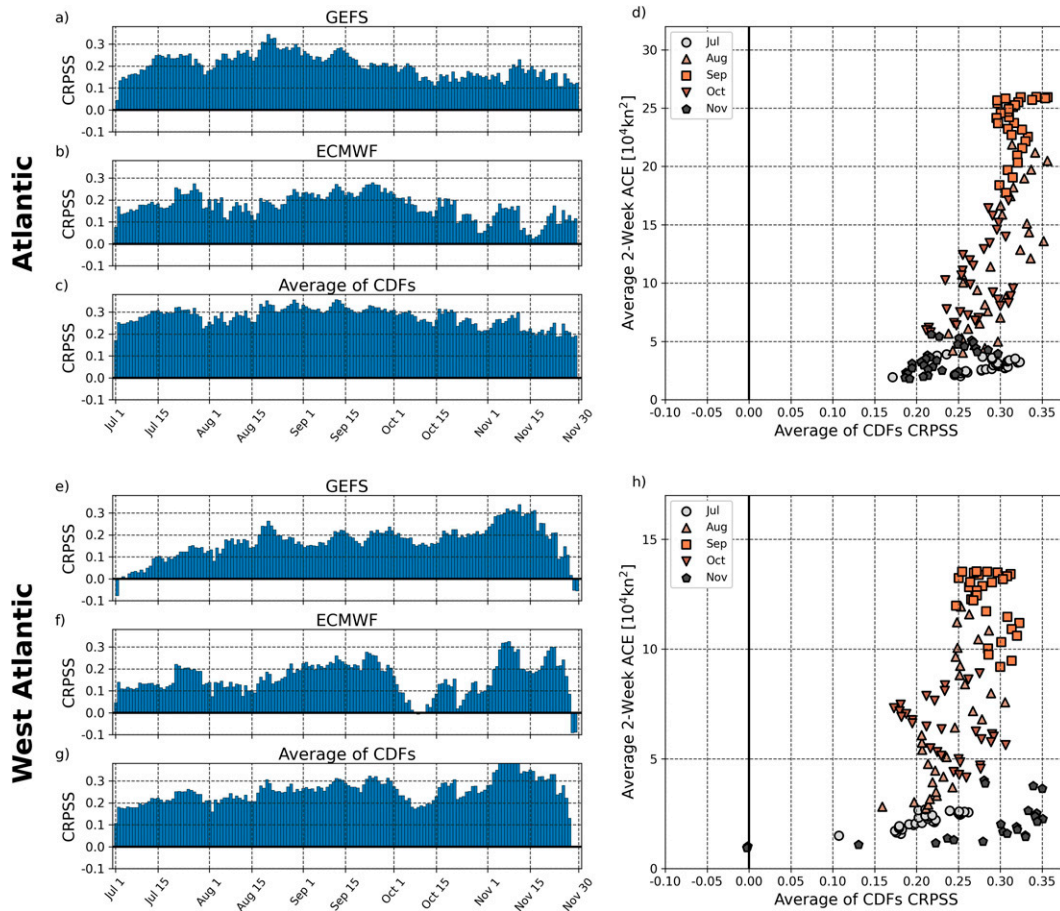 Atlantic
a)
GEFS
CRPSS
0.3
0.2
0.1
0.0
-0.1
b)
ECMWF
CRPSS
0.3
0.2
0.1
0.0
-0.1
c)
Average of CDFs
CRPSS
0.3
0.2
0.1
0.0
-0.1
Jul 1
Jul 15
Aug 1
Aug 15
Sep 1
Sep 15
Oct 1
Oct 15
Nov 1
Nov 15
Nov 30
d)
Average 2-Week ACE [10⁴kn²]
30
25
20
15
10
5
0
Jul
Aug
Sep
Oct
Nov
-0.10 -0.05 0.00 0.05 0.10 0.15 0.20 0.25 0.30 0.35
Average of CDFs CRPSS
West Atlantic
e)
GEFS
CRPSS
0.3
0.2
0.1
0.0
-0.1
f)
ECMWF
CRPSS
0.3
0.2
0.1
0.0
-0.1
g)
Average of CDFs
CRPSS
0.3
0.2
0.1
0.0
-0.1
Jul 1
Jul 15
Aug 1
Aug 15
Sep 1
Sep 15
Oct 1
Oct 15
Nov 1
Nov 15
Nov 30
h)
Average 2-Week ACE [10⁴kn²]
15
10
5
0
Jul
Aug
Sep
Oct
Nov
-0.10 -0.05 0.00 0.05 0.10 0.15 0.20 0.25 0.30 0.35
Average of CDFs CRPSS